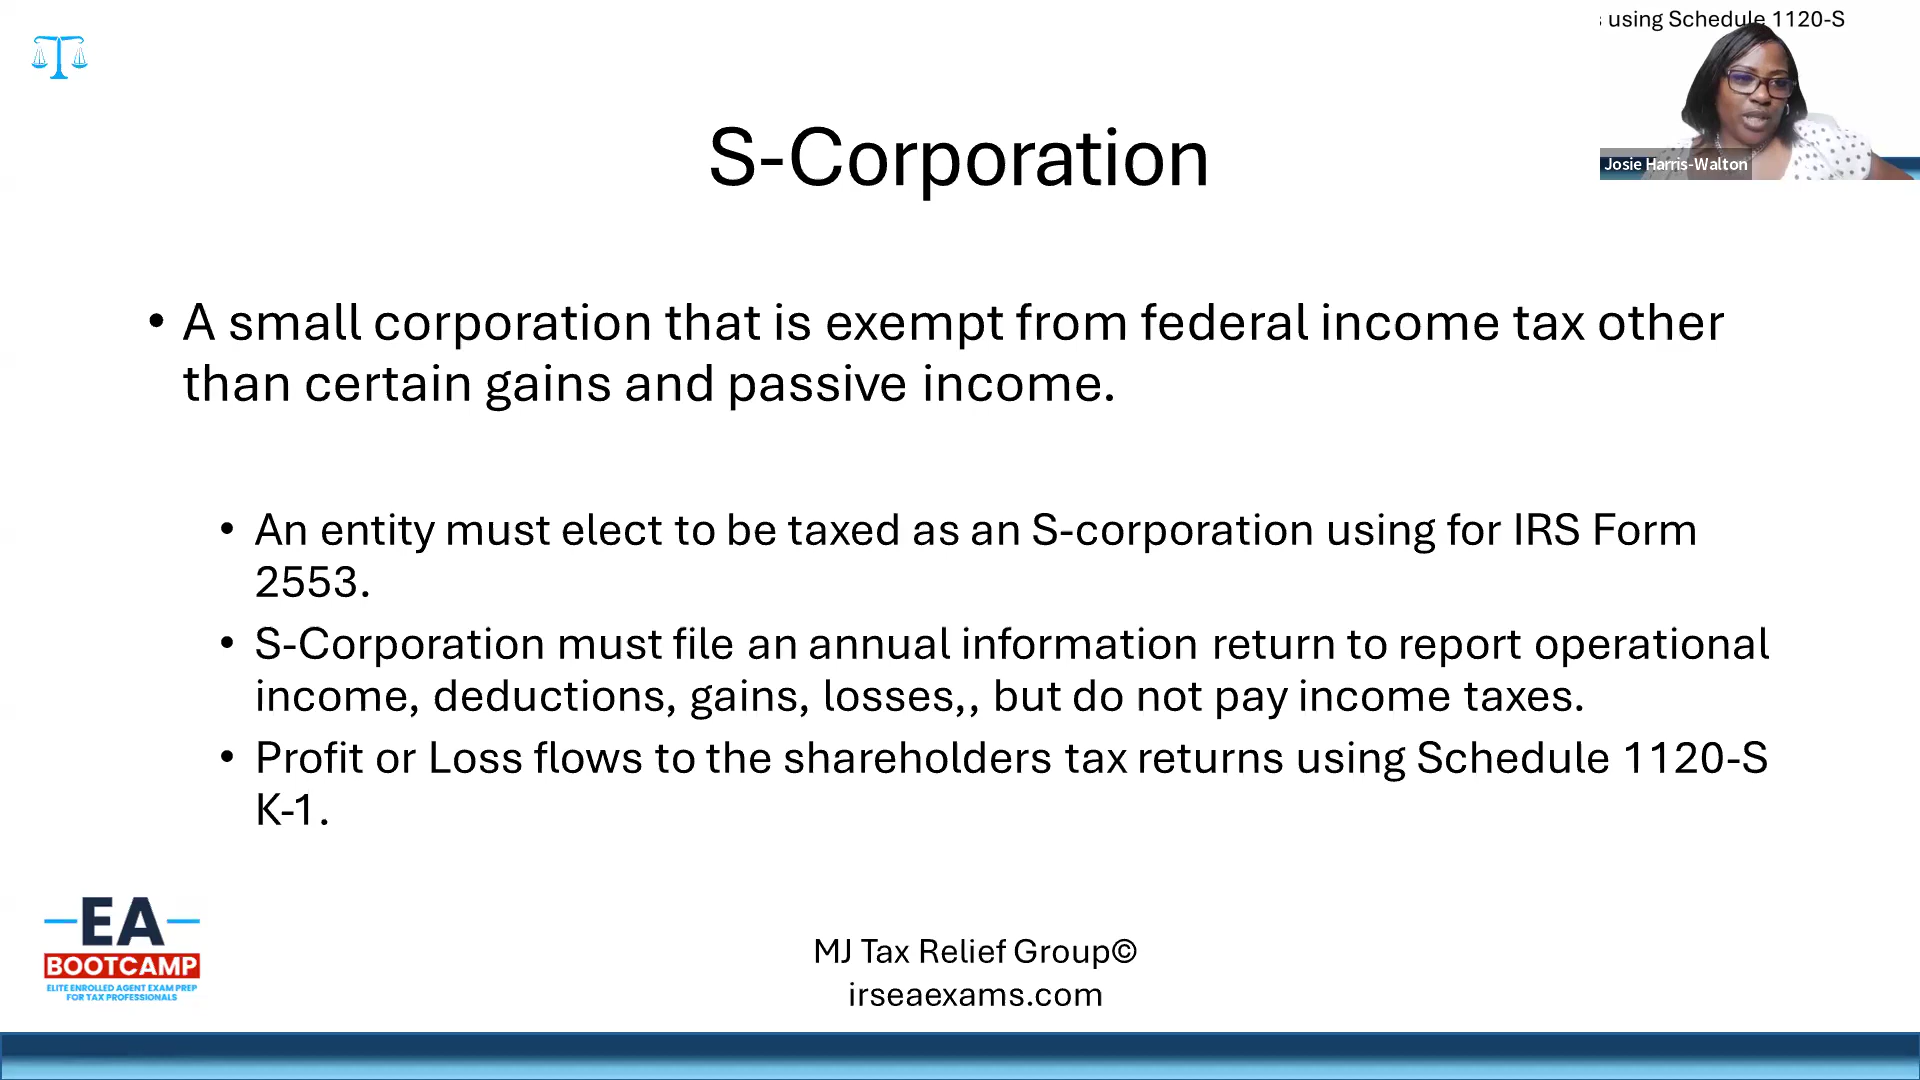 s using Schedule 1120-S
Josie Harris-Walton
S-Corporation
• A small corporation that is exempt from federal income tax other
than certain gains and passive income.
• An entity must elect to be taxed as an S-corporation using for IRS Form
2553.
• S-Corporation must file an annual information return to report operational
income, deductions, gains, losses,, but do not pay income taxes.
• Profit or Loss flows to the shareholders tax returns using Schedule 1120-S
K-1.
EA
BOOTCAMP
ELITE ENROLLED AGENT EXAM PREP
FOR TAX PROFESSIONALS
MJ Tax Relief Group©
irseaexams.com